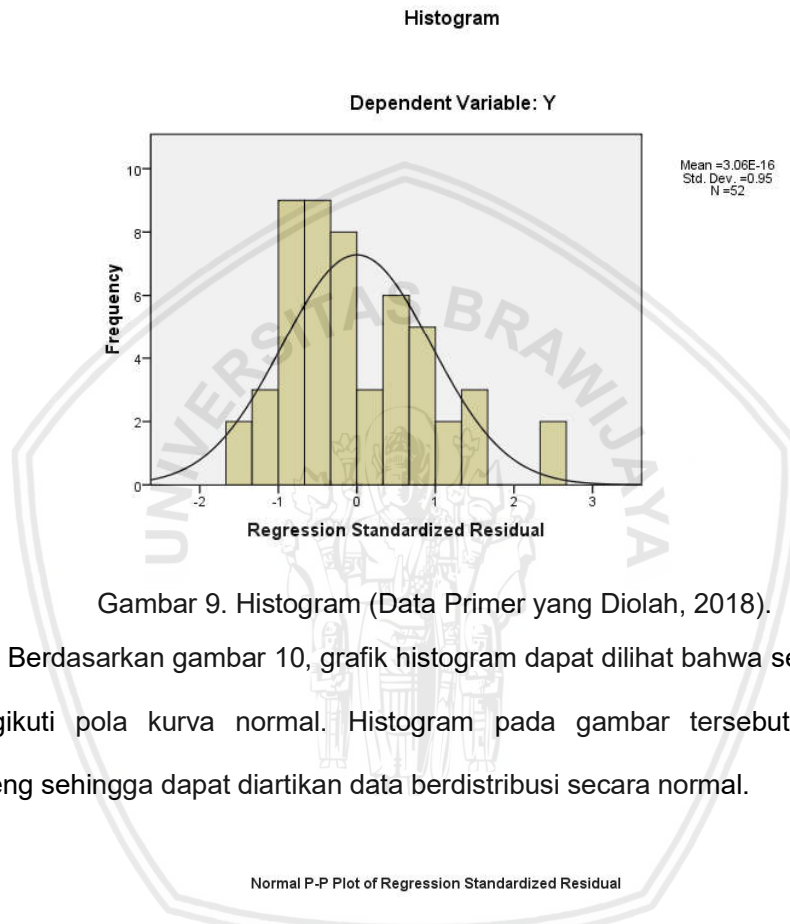 Histogram
Dependent Variable: Y
Mean =3.06E-16
Std. Dev. =0.95
N =52
10
8
6
4
2
0
Frequency
-2 -1 0 1 2 3
Regression Standardized Residual
UNIVERSITAS BRAWIJAYA
Gambar 9. Histogram (Data Primer yang Diolah, 2018).
Berdasarkan gambar 10, grafik histogram dapat dilihat bahwa se
gikuti pola kurva normal. Histogram pada gambar tersebut
eng sehingga dapat diartikan data berdistribusi secara normal.
Normal P-P Plot of Regression Standardized Residual